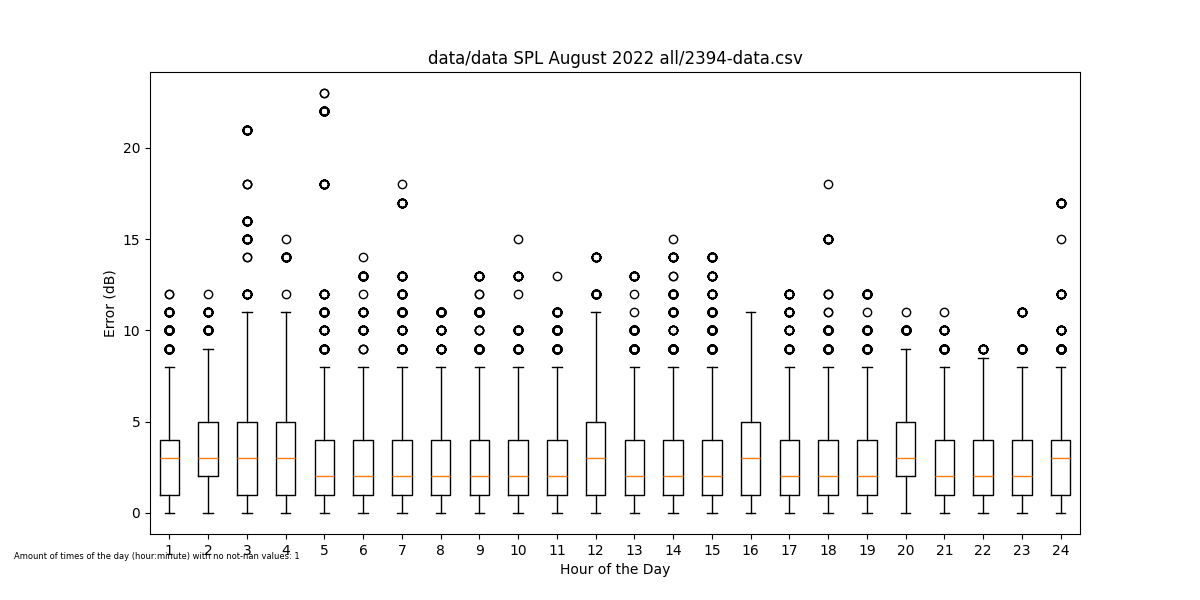 data/data SPL August 2022 all/2394-data.csv
Error (dB)
20
15
10
5
0
1 2 3 4 5 6 7 8 9 10 11 12 13 14 15 16 17 18 19 20 21 22 23 24
Amount of times of the day (hour:minute) with no not-nan values: 1
Hour of the Day